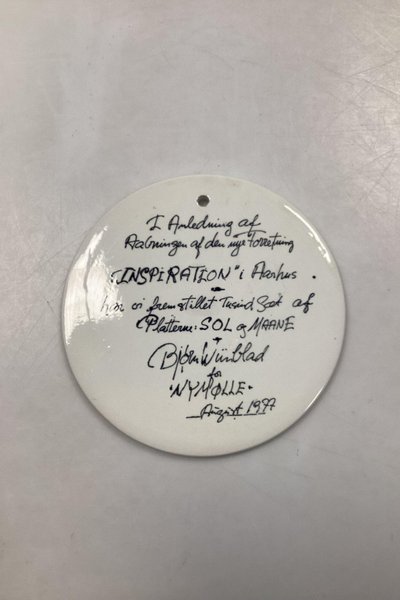 I Anledning af
Aabningen af den nye Forretning
"INSPIRATION" i Aarhus.
har vi fremstillet Tusind Sæt af
Platterne: SOL og MAANE
Bjørn Wiinblad
for
"NYMØLLE"
August 1977